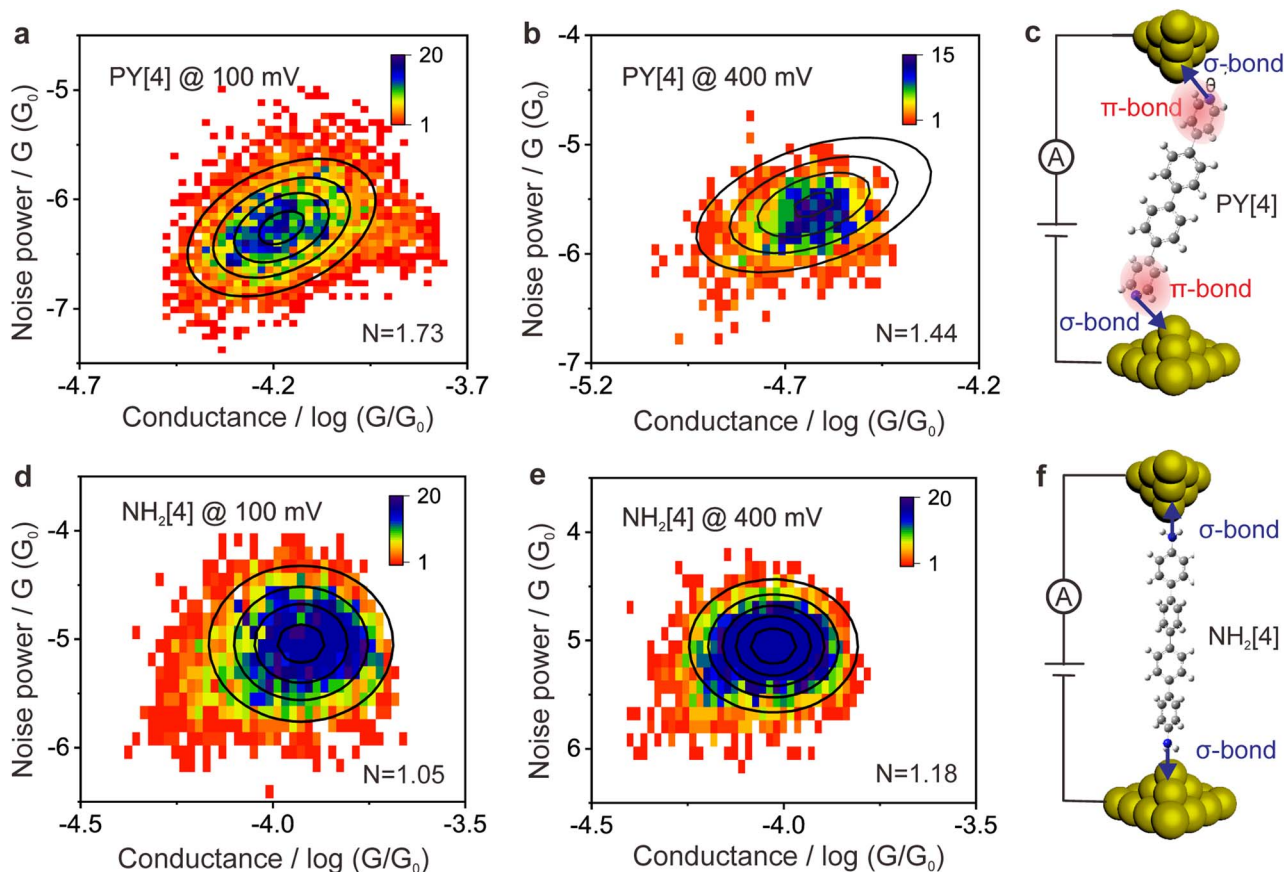 a
PY[4] @ 100 mV
20
1
-5
-6
-7
Noise power / G (G₀)
N=1.73
-4.7
-4.2
-3.7
Conductance / log (G/G₀)
b
PY[4] @ 400 mV
15
1
-4
-5
-6
-7
Noise power / G (G₀)
N=1.44
-5.2
-4.7
-4.2
Conductance / log (G/G₀)
c
A
σ-bond
θ
π-bond
PY[4]
π-bond
σ-bond
d
NH₂[4] @ 100 mV
20
1
-4
-5
-6
Noise power / G (G₀)
N=1.05
-4.5
-4.0
-3.5
Conductance / log (G/G₀)
e
NH₂[4] @ 400 mV
20
1
4
5
6
Noise power / G (G₀)
N=1.18
-4.5
-4.0
-3.5
Conductance / log (G/G₀)
f
A
σ-bond
NH₂[4]
σ-bond